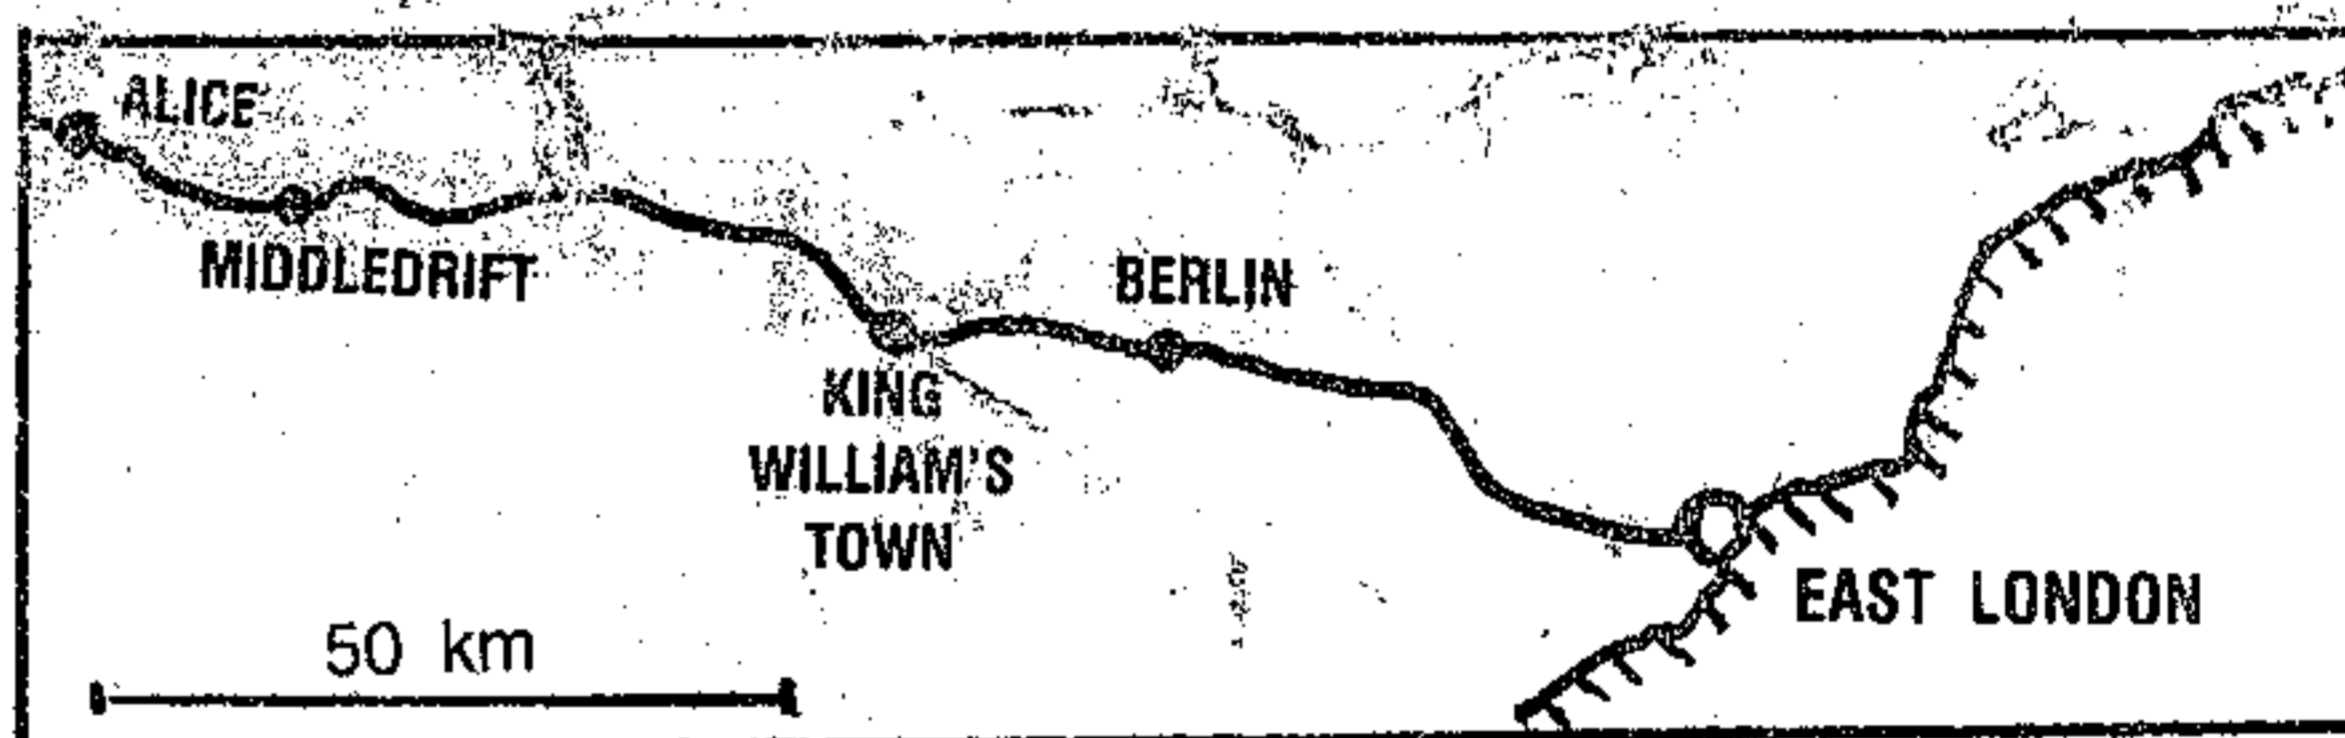 ALICE
MIDDLEDRIFT
BERLIN
KING
WILLIAM'S
TOWN
EAST LONDON
50 km